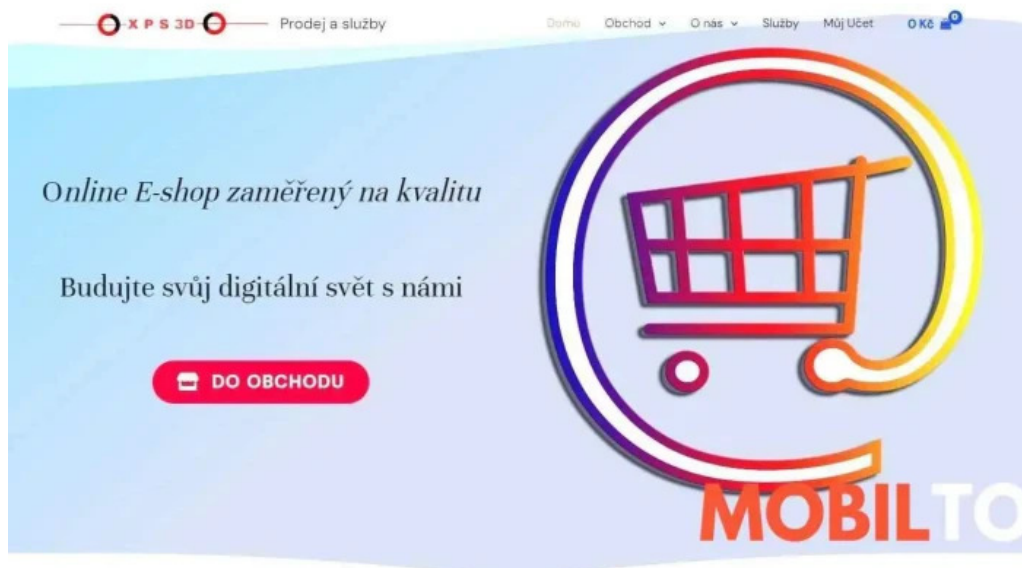 X P S 3D
Prodej a služby
Domů
Obchod
O nás
Služby
Můj Účet
0 Kč
0
Online E-shop zaměřený na kvalitu
Budujte svůj digitální svět s námi
DO OBCHODU
MOBILTO